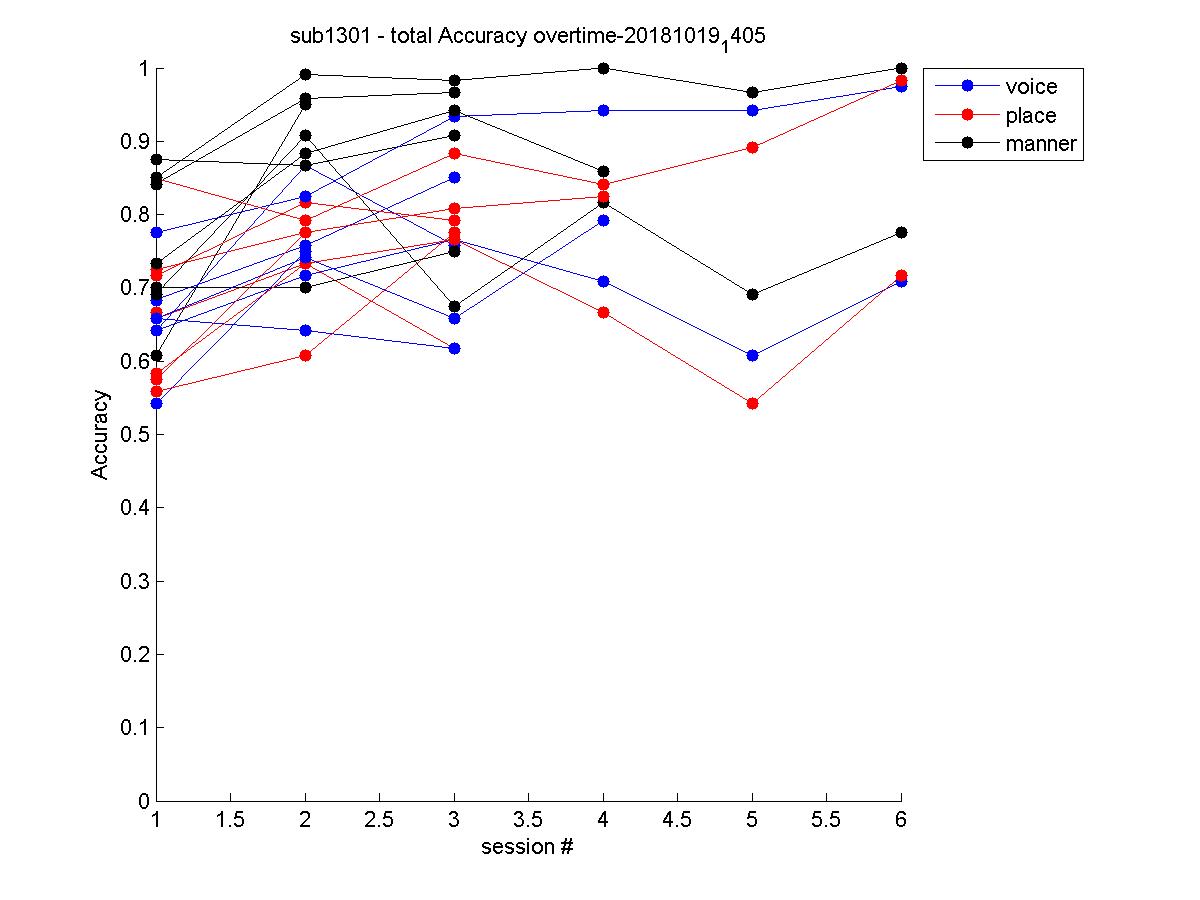 sub1301 - total Accuracy overtime-20181019₁405
1
0.9
0.8
0.7
0.6
0.5
0.4
0.3
0.2
0.1
0
Accuracy
1 1.5 2 2.5 3 3.5 4 4.5 5 5.5 6
session #
voice
place
manner